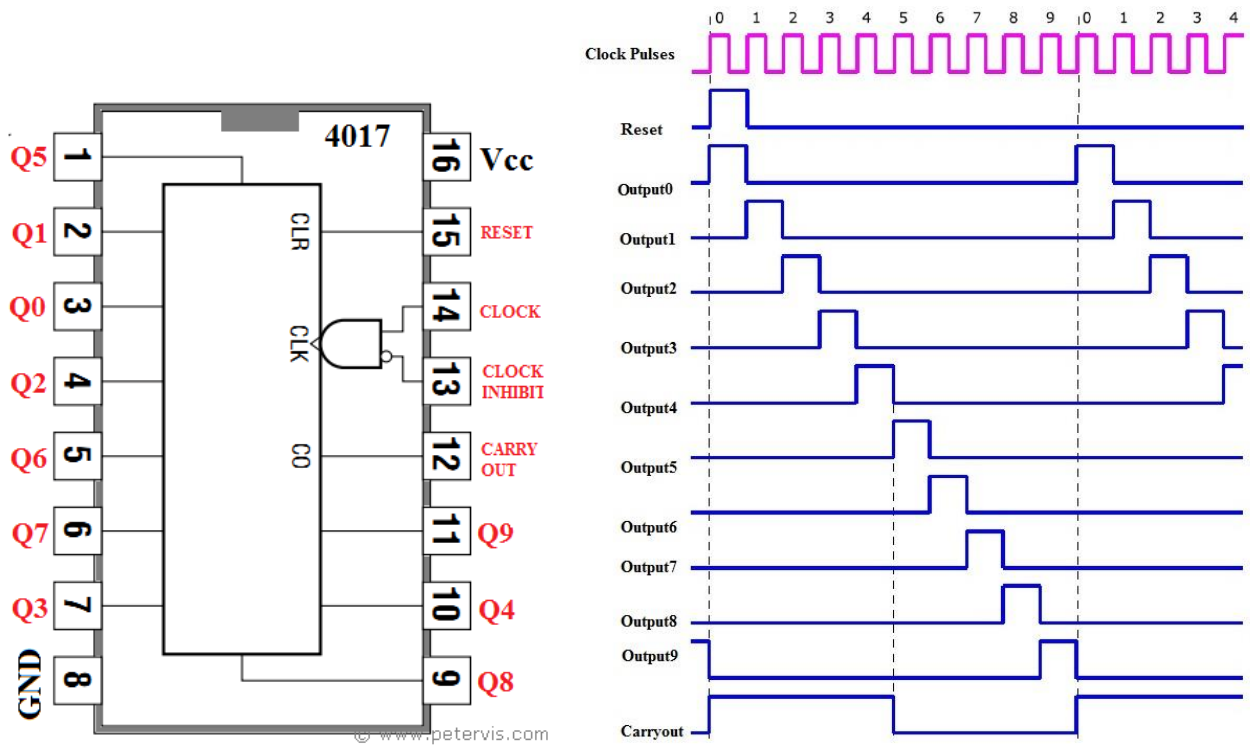 4017
Q5 1
Q1 2
Q0 3
Q2 4
Q6 5
Q7 6
Q3 7
GND 8
16 Vcc
15 RESET
14 CLOCK
13 CLOCK
INHIBIT
12 CARRY
OUT
11 Q9
10 Q4
9 Q8
CLR
CLK
CO
© www.petervis.com
0 1 2 3 4 5 6 7 8 9 0 1 2 3 4
Clock Pulses
Reset
Output0
Output1
Output2
Output3
Output4
Output5
Output6
Output7
Output8
Output9
Carryout